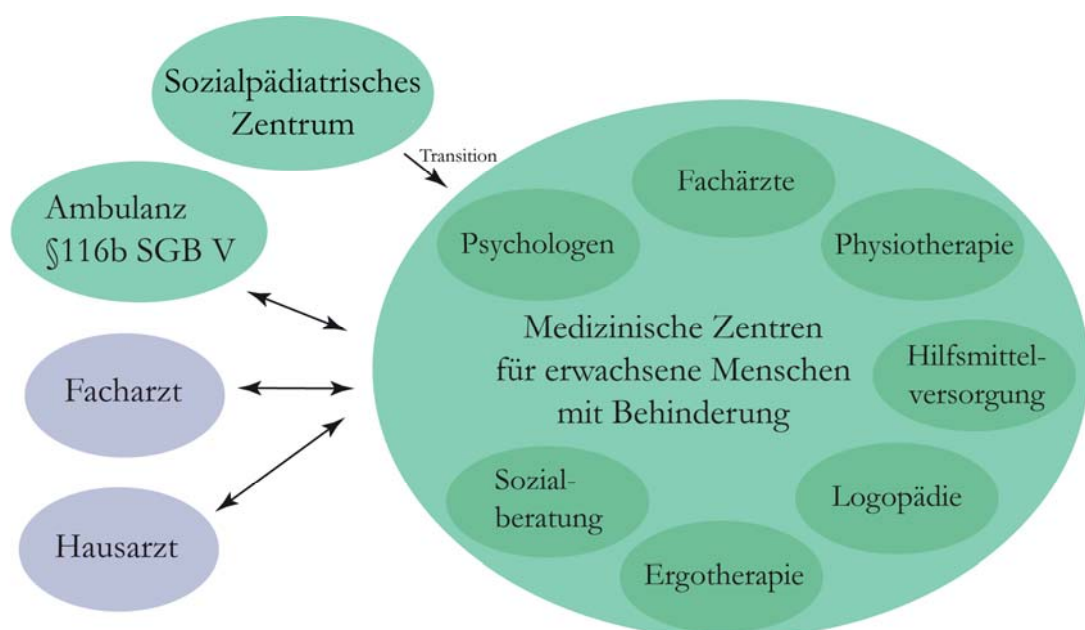 Sozialpädiatrisches
Zentrum
Transition
Ambulanz
§116b SGB V
Facharzt
Hausarzt
Fachärzte
Psychologen
Physiotherapie
Medizinische Zentren
für erwachsene Menschen
mit Behinderung
Hilfsmittel-
versorgung
Sozial-
beratung
Logopädie
Ergotherapie